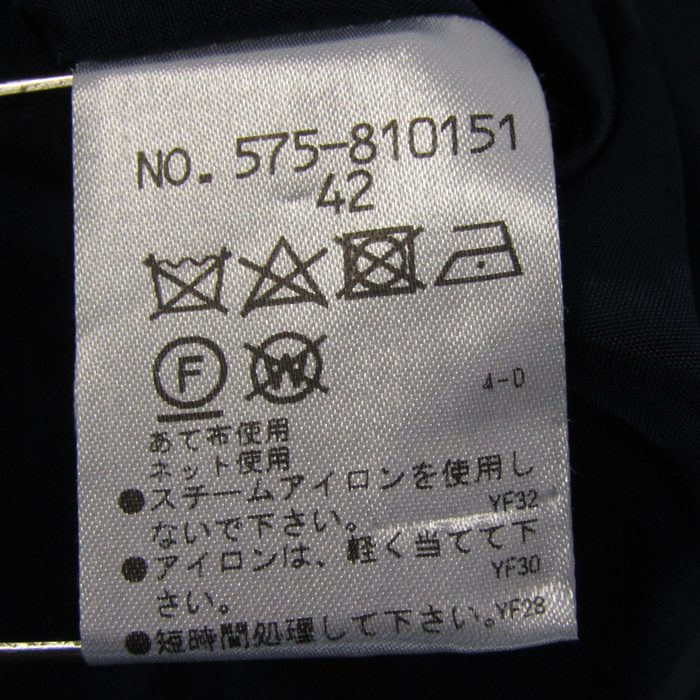 NO. 575-810151
42
F W
4-D
あて布使用
ネット使用
●スチームアイロンを使用し
ないで下さい。 YF32
●アイロンは、軽く当てて下
さい。 YF30
●短時間処理して下さい。YF28